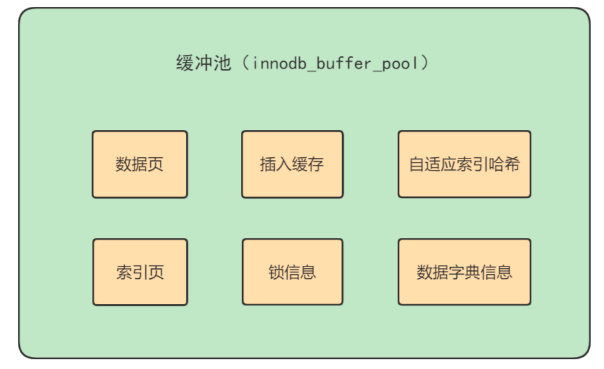 缓冲池（innodb_buffer_pool）
数据页
插入缓存
自适应索引哈希
索引页
锁信息
数据字典信息